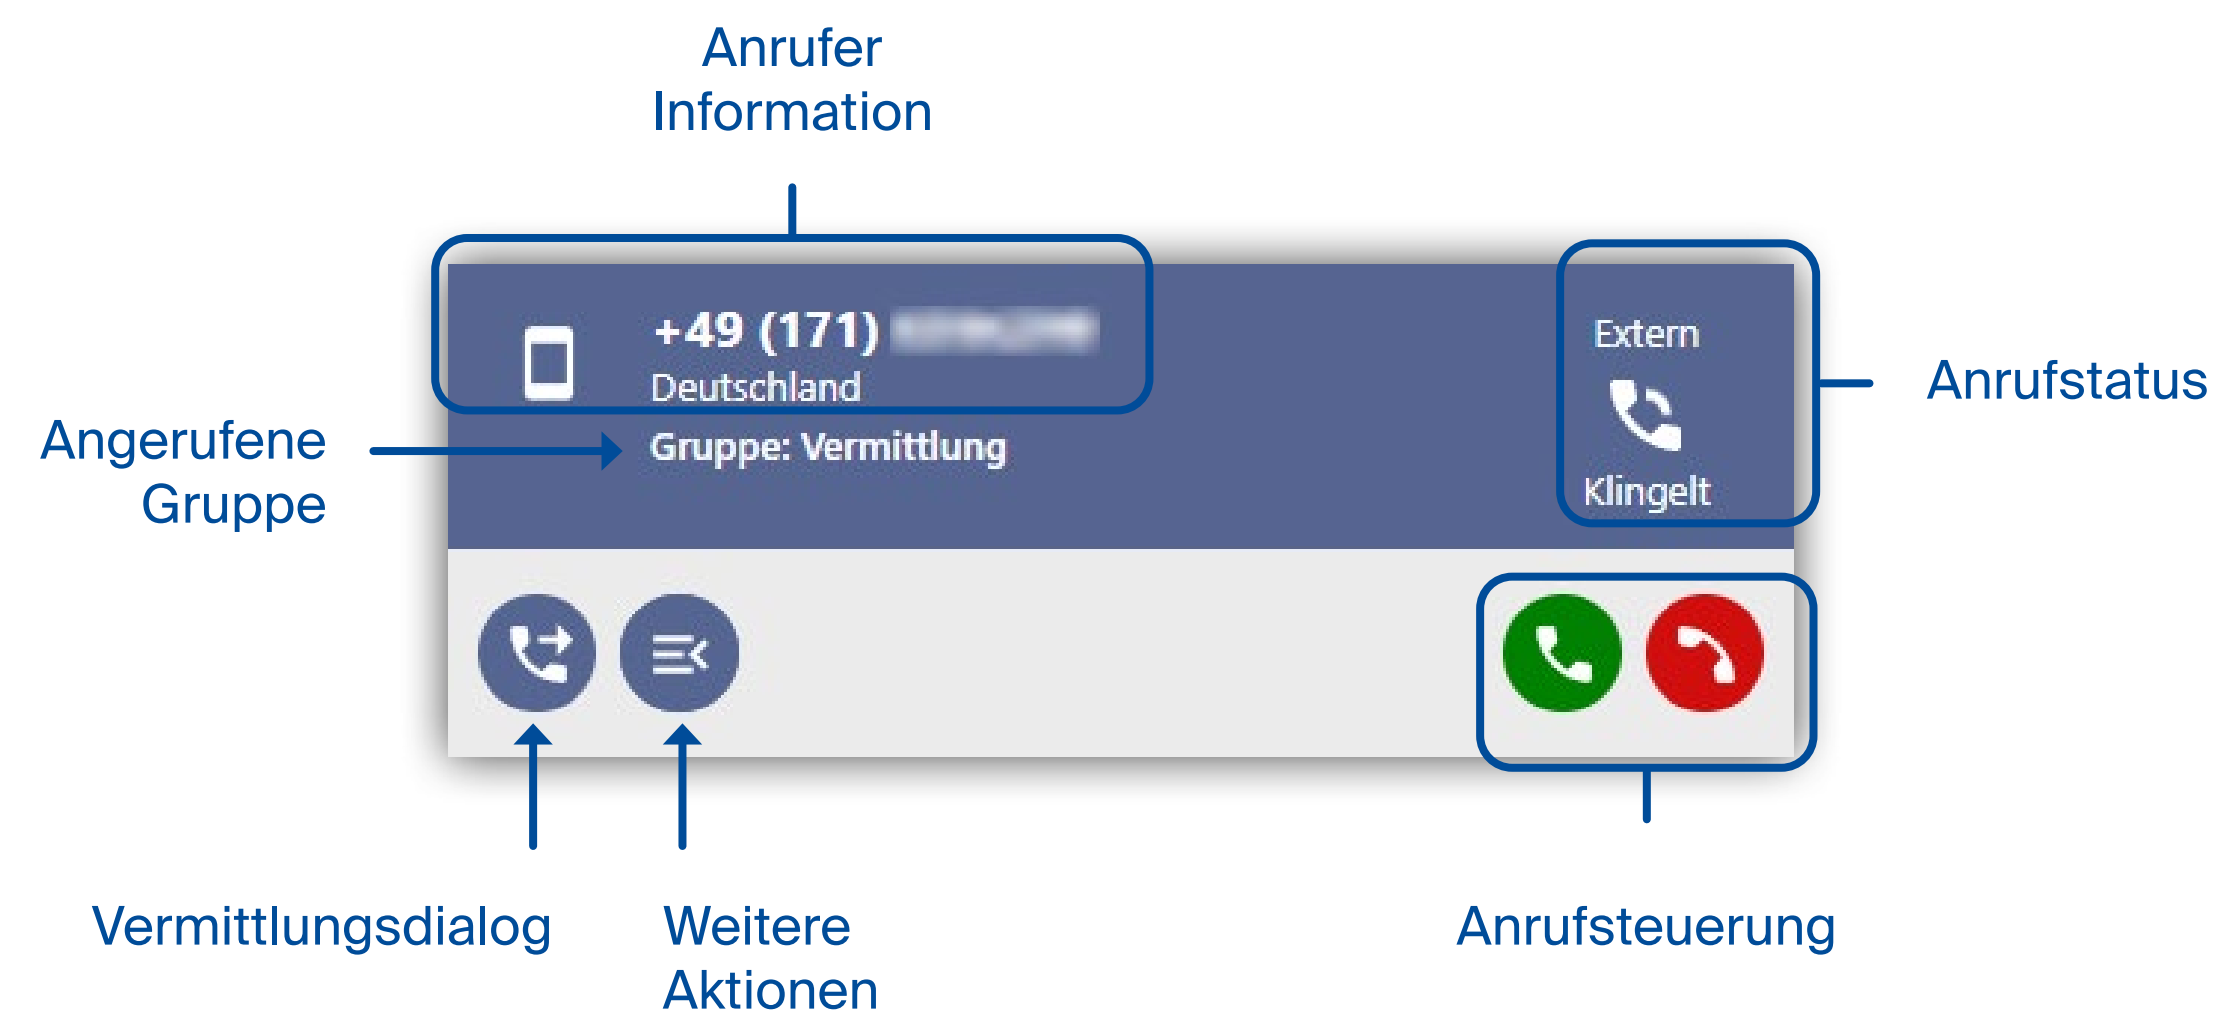 Anrufer
Information
+49 (171)
Deutschland
Gruppe: Vermittlung
Extern
Klingelt
Anrufstatus
Angerufene
Gruppe
Vermittlungsdialog
Weitere
Aktionen
Anrufsteuerung